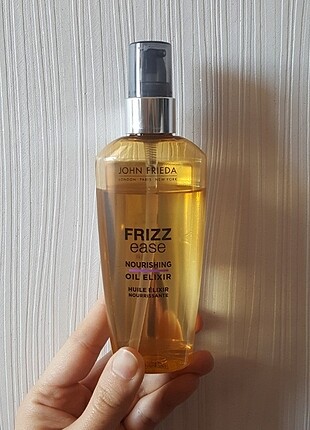 JOHN FRIEDA
LONDON PARIS NEW YORK
FRIZZ
ease
NOURISHING
OIL ELIXIR
HUILE ÉLIXIR
NOURRISSANTE